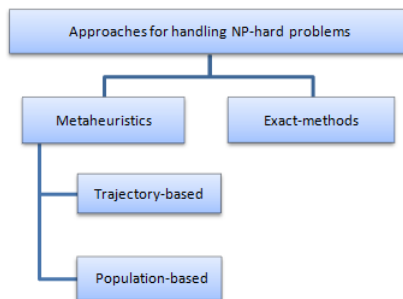 Approaches for handling NP-hard problems
Metaheuristics
Exact-methods
Trajectory-based
Population-based